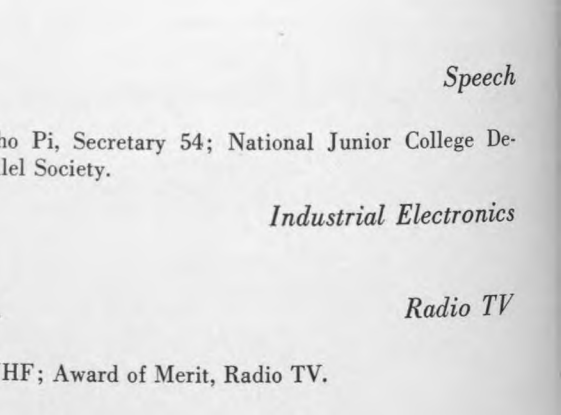 Speech
ho Pi, Secretary 54; National Junior College De-
lel Society.
Industrial Electronics
Radio TV
HF; Award of Merit, Radio TV.